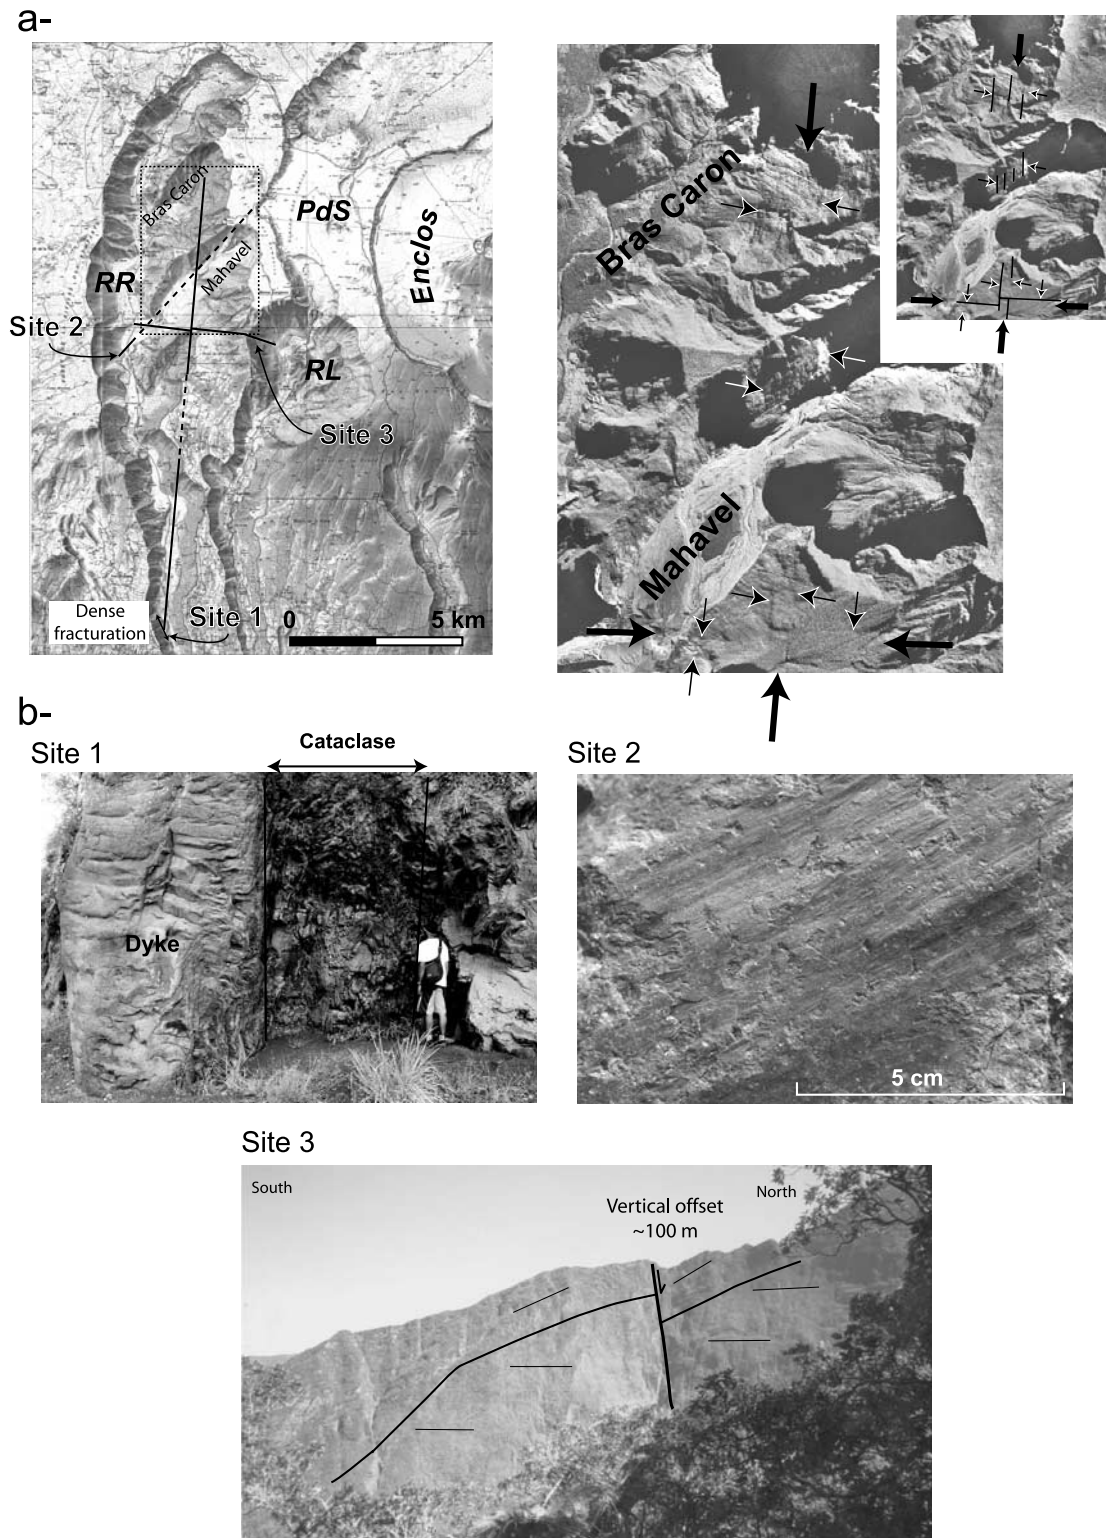 a-
Bras Caron
PdS
Enclos
RR
Mahavel
Site 2
RL
Site 3
Dense
fracturation
Site 1
0
5 km
Bras Caron
Mahavel
b-
Site 1
Cataclase
Dyke
Site 2
5 cm
Site 3
South
North
Vertical offset
~100 m